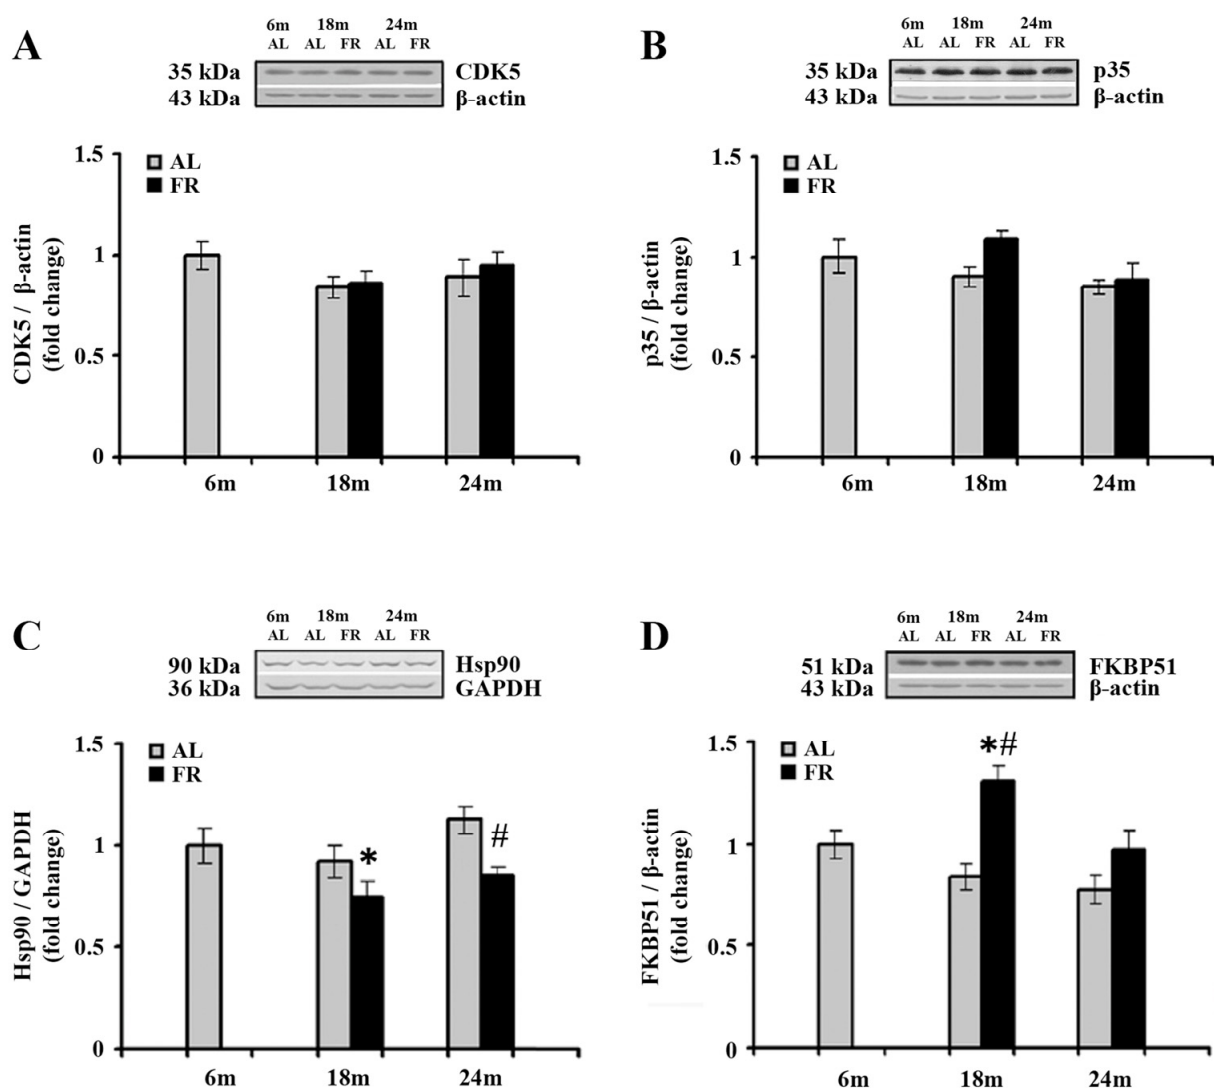 A
6m 18m 24m
AL AL FR AL FR
35 kDa CDK5
43 kDa β-actin
1.5
AL
FR
1
0.5
0
CDK5 / β-actin
(fold change)
6m 18m 24m
B
6m 18m 24m
AL AL FR AL FR
35 kDa p35
43 kDa β-actin
1.5
AL
FR
1
0.5
0
p35 / β-actin
(fold change)
6m 18m 24m
C
6m 18m 24m
AL AL FR AL FR
90 kDa Hsp90
36 kDa GAPDH
1.5
AL
FR
1
0.5
0
* #
Hsp90 / GAPDH
(fold change)
6m 18m 24m
D
6m 18m 24m
AL AL FR AL FR
51 kDa FKBP51
43 kDa β-actin
1.5
AL
FR
1
0.5
0
*#
FKBP51 / β-actin
(fold change)
6m 18m 24m